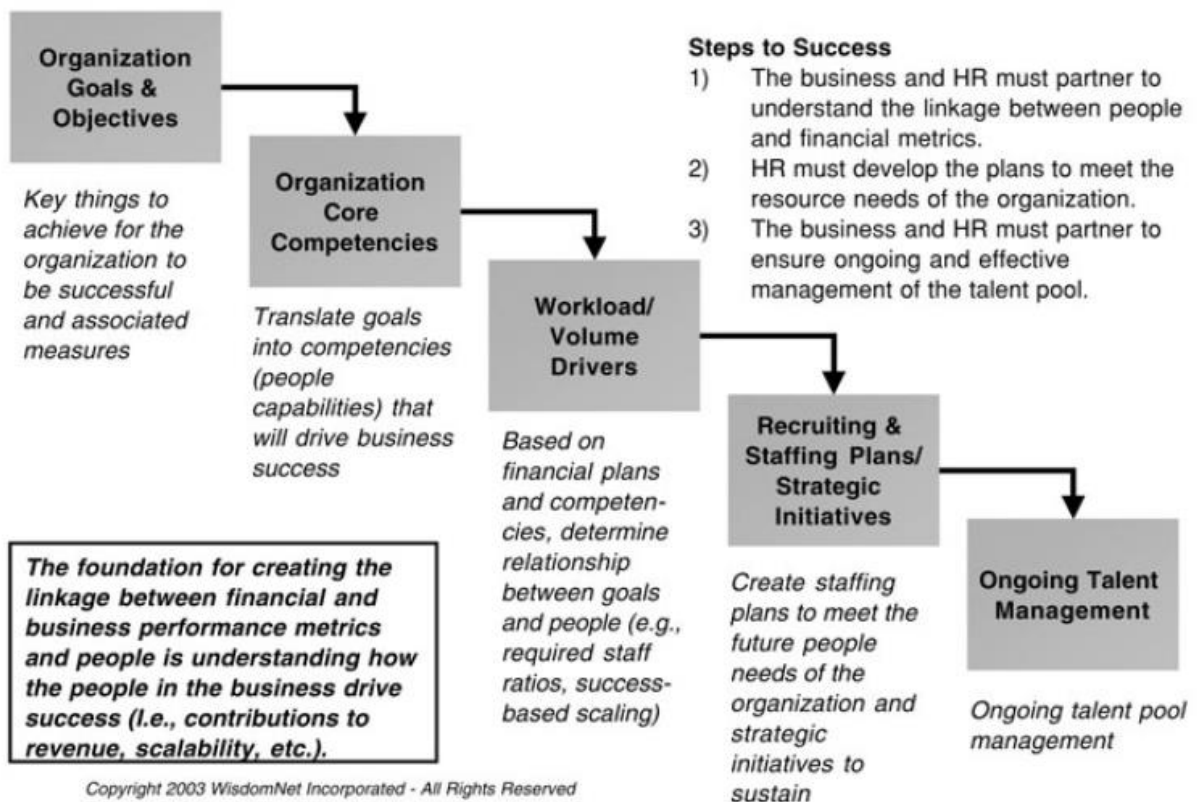 Organization
Goals &
Objectives
Key things to
achieve for the
organization to
be successful
and associated
measures
Organization
Core
Competencies
Translate goals
into competencies
(people
capabilities) that
will drive business
success
Workload/
Volume
Drivers
Based on
financial plans
and competen-
cies, determine
relationship
between goals
and people (e.g.,
required staff
ratios, success-
based scaling)
Recruiting &
Staffing Plans/
Strategic
Initiatives
Create staffing
plans to meet the
future people
needs of the
organization and
strategic
initiatives to
sustain
Ongoing Talent
Management
Ongoing talent pool
management
Steps to Success
1) The business and HR must partner to
understand the linkage between people
and financial metrics.
2) HR must develop the plans to meet the
resource needs of the organization.
3) The business and HR must partner to
ensure ongoing and effective
management of the talent pool.
The foundation for creating the
linkage between financial and
business performance metrics
and people is understanding how
the people in the business drive
success (I.e., contributions to
revenue, scalability, etc.).
Copyright 2003 WisdomNet Incorporated - All Rights Reserved